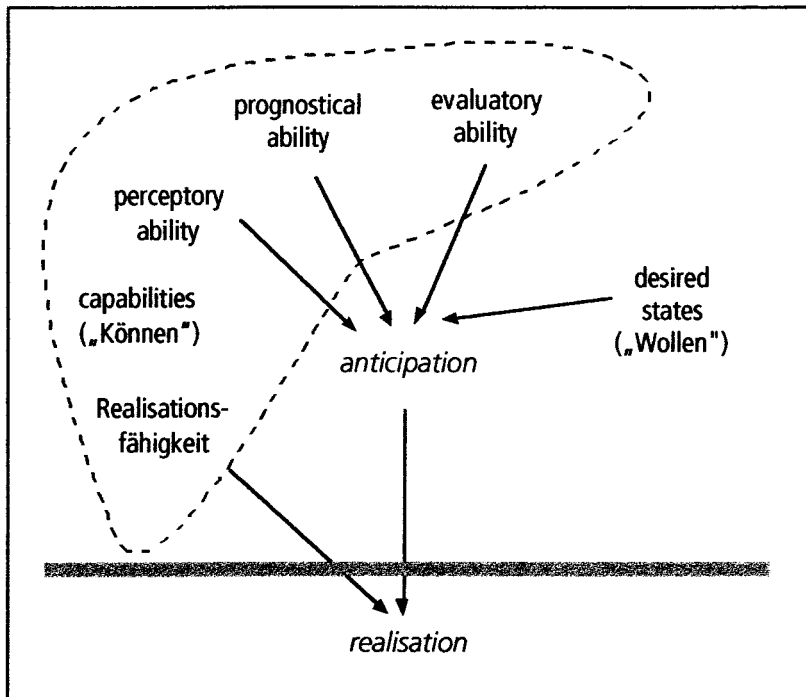 prognostical
ability
evaluatory
ability
perceptory
ability
capabilities
(„Können")
desired
states
(„Wollen")
anticipation
Realisations-
fähigkeit
realisation